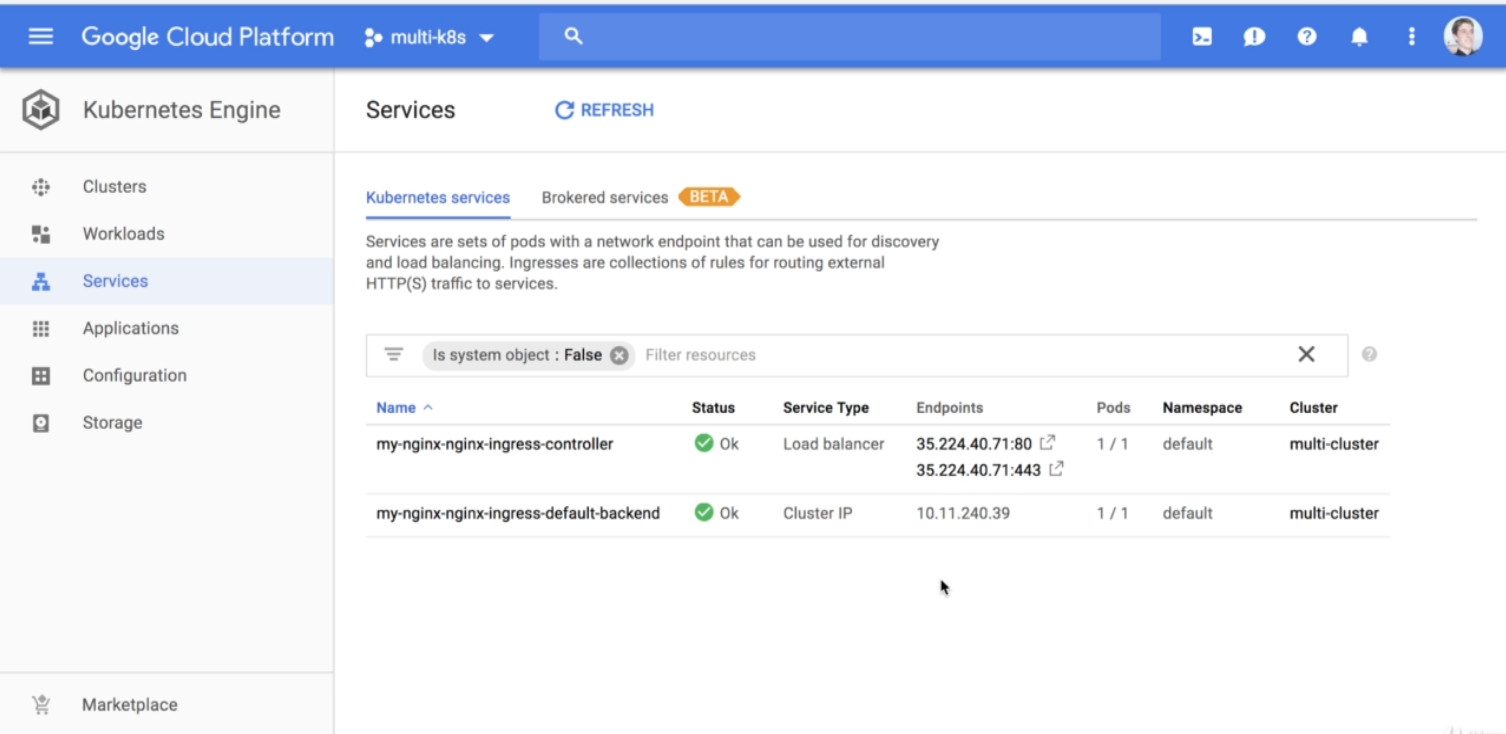 Google Cloud Platform multi-k8s
Kubernetes Engine
Services REFRESH
Clusters
Workloads
Services
Applications
Configuration
Storage
Marketplace
Kubernetes services Brokered services BETA
Services are sets of pods with a network endpoint that can be used for discovery
and load balancing. Ingresses are collections of rules for routing external
HTTP(S) traffic to services.
Is system object : False Filter resources
Name Status Service Type Endpoints Pods Namespace Cluster
my-nginx-nginx-ingress-controller Ok Load balancer 35.224.40.71:80 1 / 1 default multi-cluster
35.224.40.71:443
my-nginx-nginx-ingress-default-backend Ok Cluster IP 10.11.240.39 1 / 1 default multi-cluster